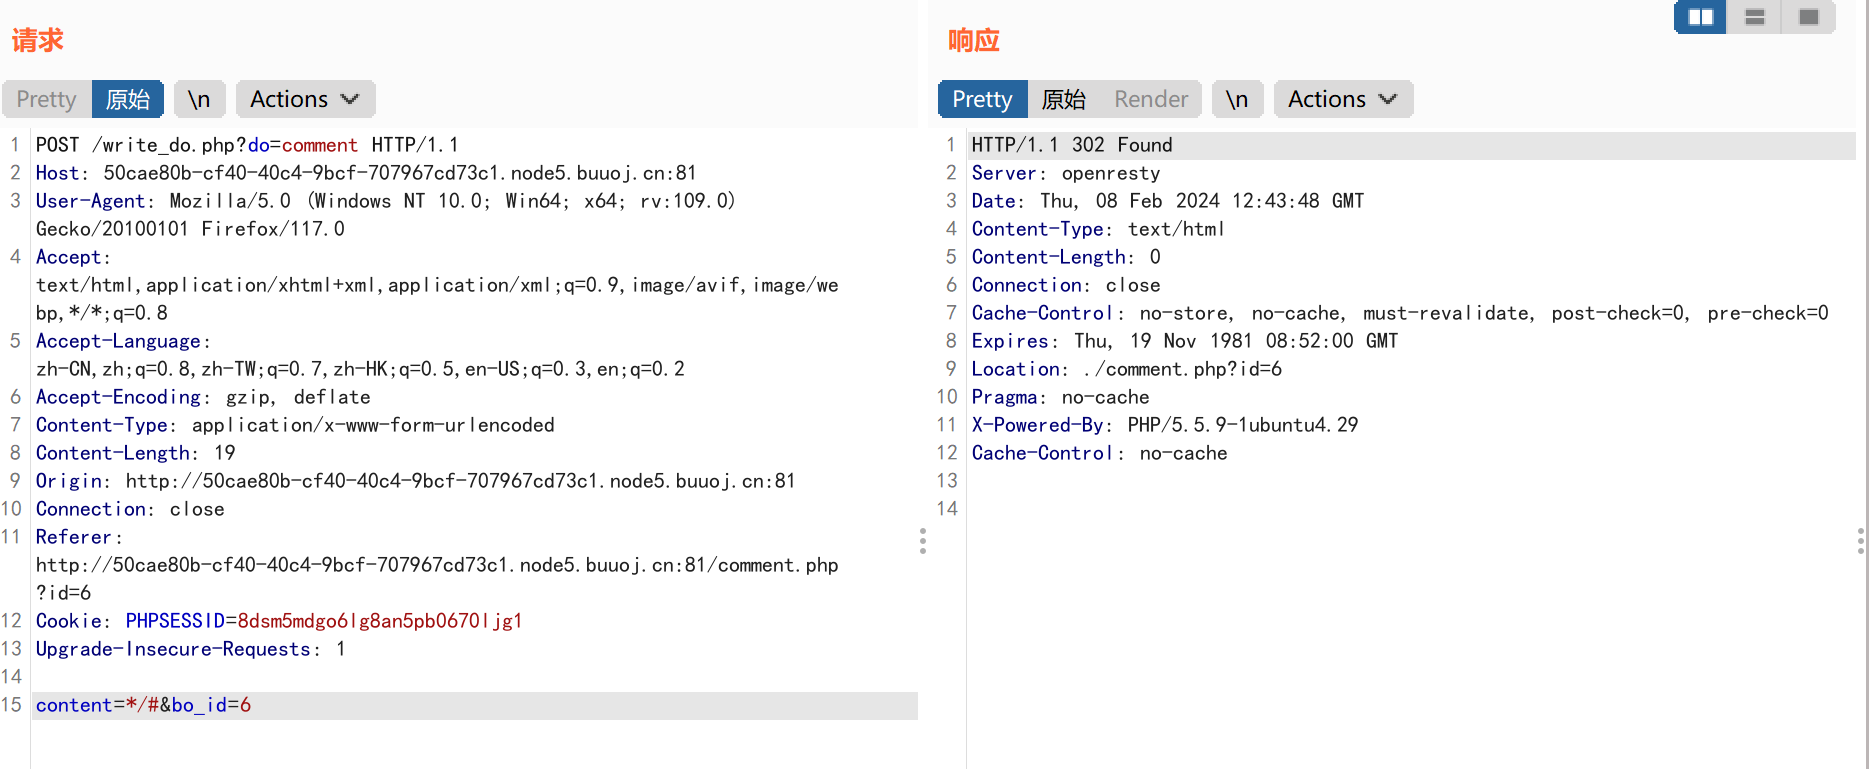 请求
Pretty 原始 \n Actions
1 POST /write_do.php?do=comment HTTP/1.1
2 Host: 50cae80b-cf40-40c4-9bcf-707967cd73c1.node5.buuoj.cn:81
3 User-Agent: Mozilla/5.0 (Windows NT 10.0; Win64; x64; rv:109.0)
Gecko/20100101 Firefox/117.0
4 Accept:
text/html,application/xhtml+xml,application/xml;q=0.9,image/avif,image/we
bp,*/*;q=0.8
5 Accept-Language:
zh-CN,zh;q=0.8,zh-TW;q=0.7,zh-HK;q=0.5,en-US;q=0.3,en;q=0.2
6 Accept-Encoding: gzip, deflate
7 Content-Type: application/x-www-form-urlencoded
8 Content-Length: 19
9 Origin: http://50cae80b-cf40-40c4-9bcf-707967cd73c1.node5.buuoj.cn:81
10 Connection: close
11 Referer:
http://50cae80b-cf40-40c4-9bcf-707967cd73c1.node5.buuoj.cn:81/comment.php
?id=6
12 Cookie: PHPSESSID=8dsm5mdgo6lg8an5pb0670ljg1
13 Upgrade-Insecure-Requests: 1
14
15 content=*/#&bo_id=6
响应
Pretty 原始 Render \n Actions
1 HTTP/1.1 302 Found
2 Server: openresty
3 Date: Thu, 08 Feb 2024 12:43:48 GMT
4 Content-Type: text/html
5 Content-Length: 0
6 Connection: close
7 Cache-Control: no-store, no-cache, must-revalidate, post-check=0, pre-check=0
8 Expires: Thu, 19 Nov 1981 08:52:00 GMT
9 Location: ./comment.php?id=6
10 Pragma: no-cache
11 X-Powered-By: PHP/5.5.9-1ubuntu4.29
12 Cache-Control: no-cache
13
14